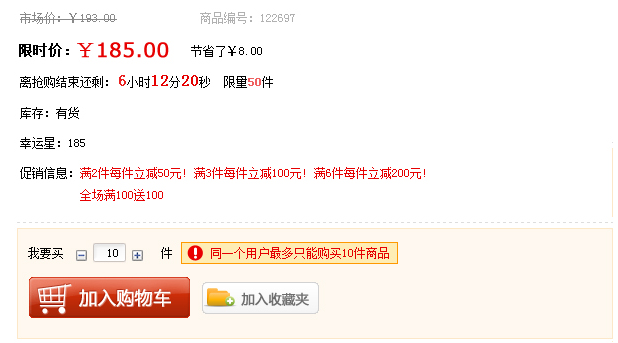 市场价：￥193.00 商品编号：122697
限时价：￥185.00 节省了￥8.00
离抢购结束还剩：6小时12分20秒 限量50件
库存：有货
幸运星：185
促销信息：满2件每件立减50元！满3件每件立减100元！满6件每件立减200元！
全场满100送100
我要买 10 件 同一个用户最多只能购买10件商品
加入购物车 加入收藏夹